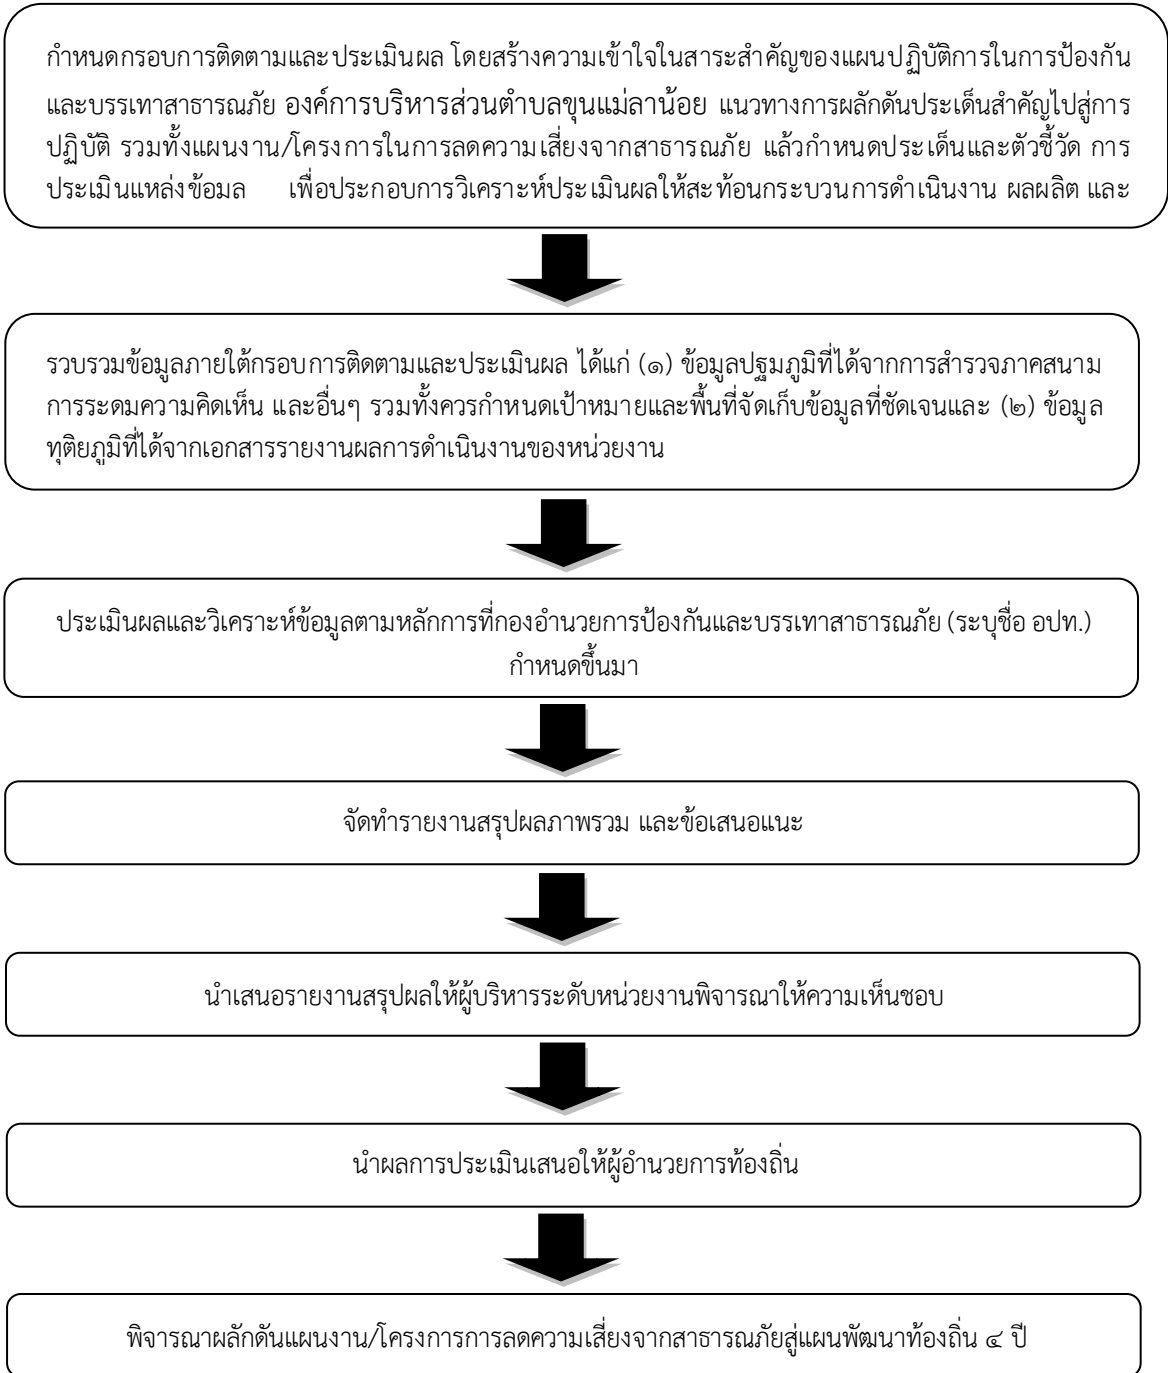 กำหนดกรอบการติดตามและประเมินผล โดยสร้างความเข้าใจในสาระสำคัญของแผนปฏิบัติการในการป้องกัน
และบรรเทาสาธารณภัย องค์การบริหารส่วนตำบลขุนแม่ลาน้อย แนวทางการผลักดันประเด็นสำคัญไปสู่การ
ปฏิบัติ รวมทั้งแผนงาน/โครงการในการลดความเสี่ยงจากสาธารณภัย แล้วกำหนดประเด็นและตัวชี้วัด การ
ประเมินแหล่งข้อมูล เพื่อประกอบการวิเคราะห์ประเมินผลให้สะท้อนกระบวนการดำเนินงาน ผลผลิต และ
รวบรวมข้อมูลภายใต้กรอบการติดตามและประเมินผล ได้แก่ (๑) ข้อมูลปฐมภูมิที่ได้จากการสำรวจภาคสนาม
การระดมความคิดเห็น และอื่นๆ รวมทั้งควรกำหนดเป้าหมายและพื้นที่จัดเก็บข้อมูลที่ชัดเจนและ (๒) ข้อมูล
ทุติยภูมิที่ได้จากเอกสารรายงานผลการดำเนินงานของหน่วยงาน
ประเมินผลและวิเคราะห์ข้อมูลตามหลักการที่กองอำนวยการป้องกันและบรรเทาสาธารณภัย (ระบุชื่อ อปท.)
กำหนดขึ้นมา
จัดทำรายงานสรุปผลภาพรวม และข้อเสนอแนะ
นำเสนอรายงานสรุปผลให้ผู้บริหารระดับหน่วยงานพิจารณาให้ความเห็นชอบ
นำผลการประเมินเสนอให้ผู้อำนวยการท้องถิ่น
พิจารณาผลักดันแผนงาน/โครงการการลดความเสี่ยงจากสาธารณภัยสู่แผนพัฒนาท้องถิ่น ๔ ปี